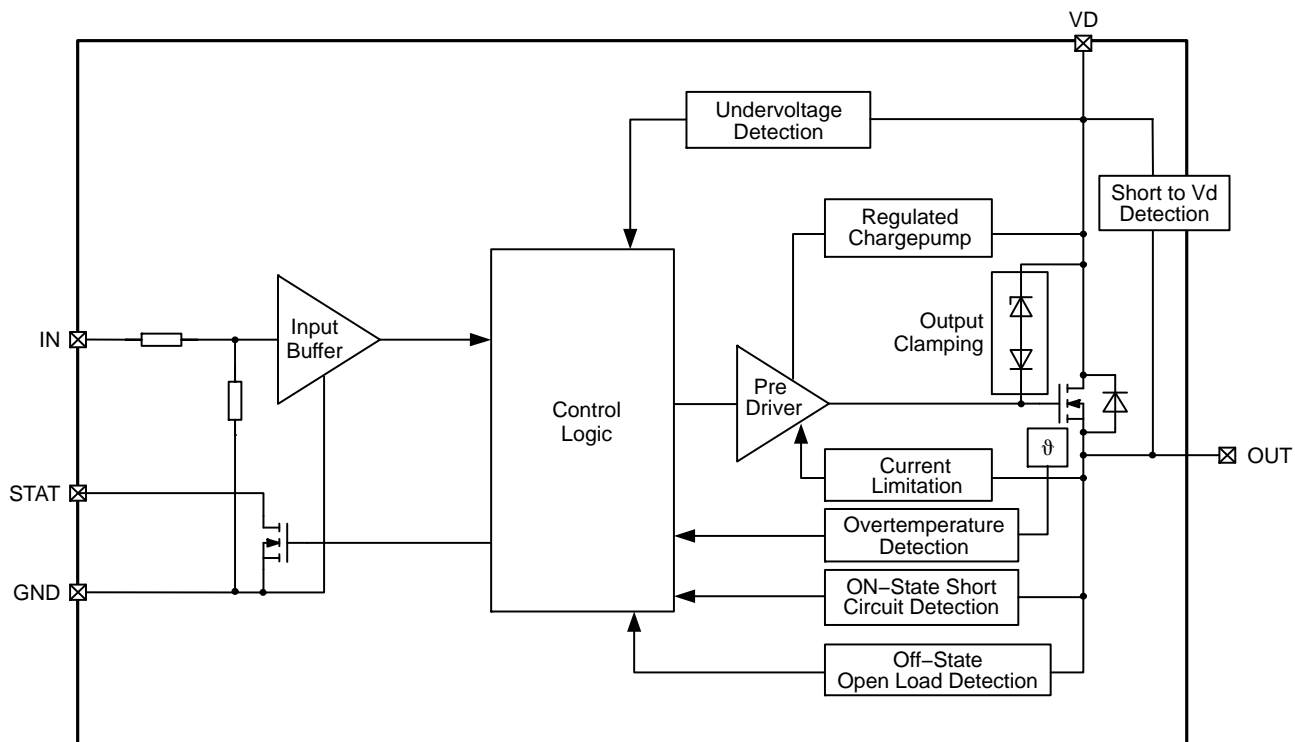 VD
Undervoltage
Detection
Short to Vd
Detection
Regulated
Chargepump
IN
Input
Buffer
Output
Clamping
Control
Logic
Pre
Driver
ϑ
OUT
STAT
Current
Limitation
Overtemperature
Detection
GND
ON−State Short
Circuit Detection
Off−State
Open Load Detection